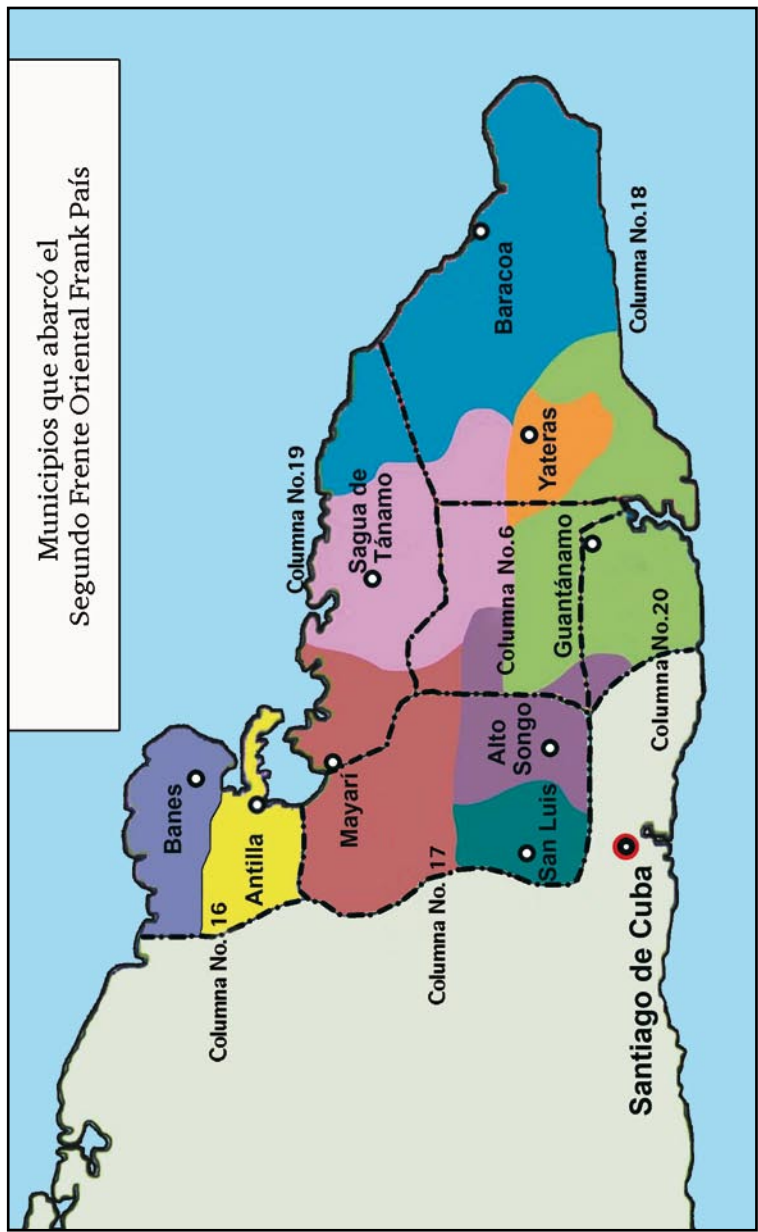 Municipios que abarcó el
Segundo Frente Oriental Frank País
Banes
Antilla
Columna No. 16
Mayarí
Columna No. 17
Columna No.19
Sagua de
Tánamo
Columna No.6
Alto
Songo
San Luis
Baracoa
Yateras
Guantánamo
Columna No.18
Columna No.20
Santiago de Cuba